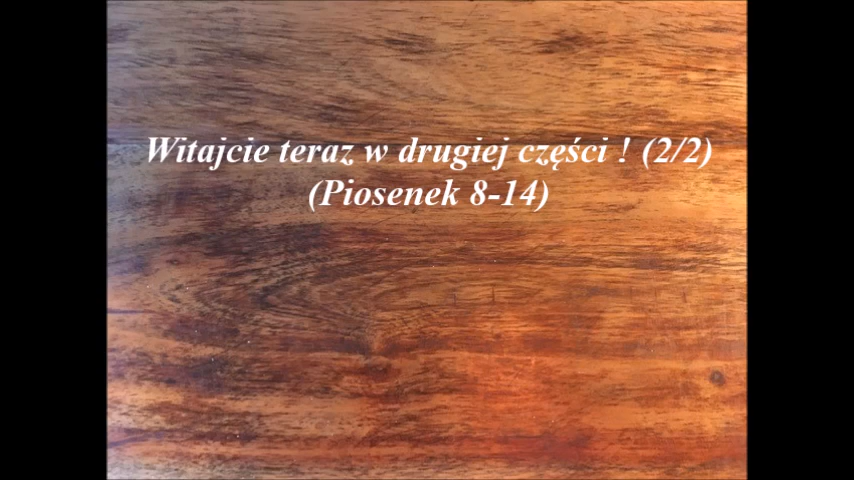 Witajcie teraz w drugiej części ! (2/2)
(Piosenek 8-14)